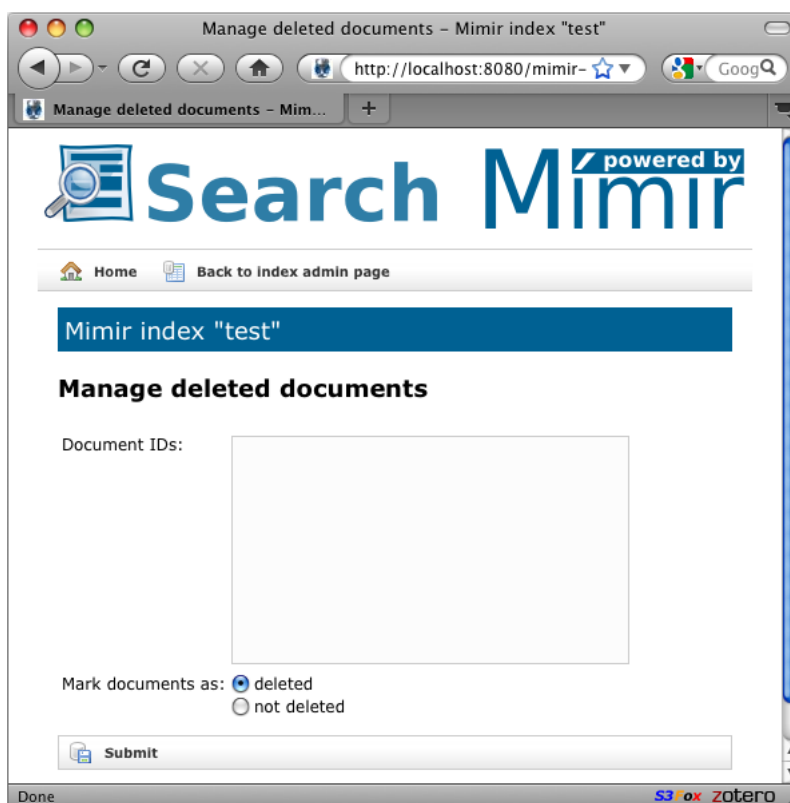 Manage deleted documents – Mimir index "test"
http://localhost:8080/mimir-
Goog
Manage deleted documents – Mim...
+
Search
Mímir
powered by
Home
Back to index admin page
Mimir index "test"
Manage deleted documents
Document IDs:
Mark documents as:
deleted
not deleted
Submit
Done
S3Fox
zotero